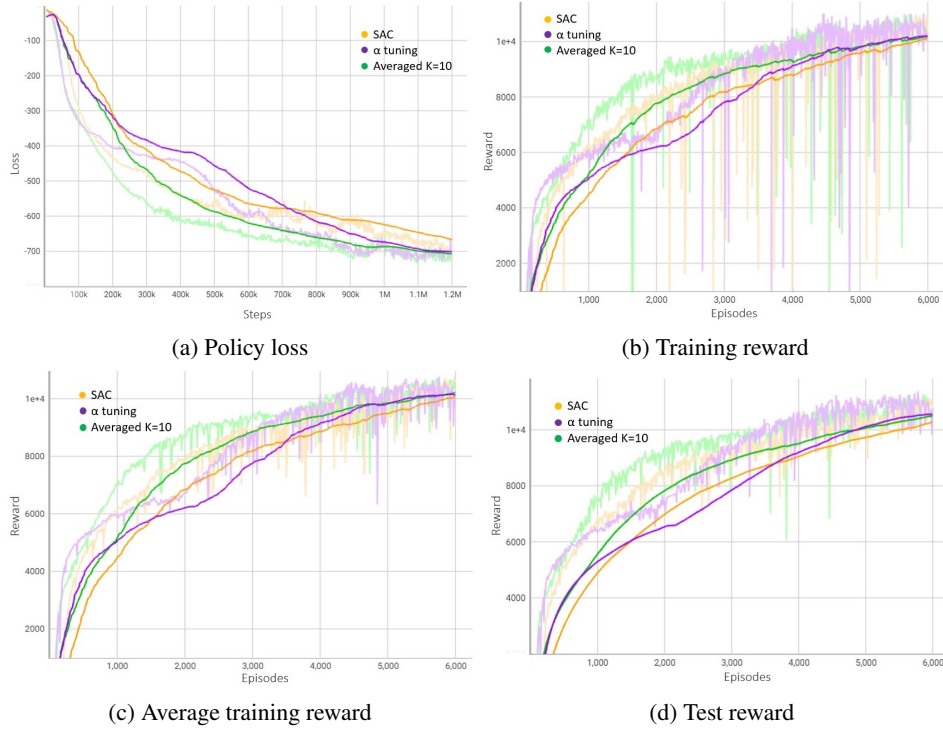 SAC
α tuning
Averaged K=10
-100
-200
-300
-400
-500
-600
-700
Loss
100k 200k 300k 400k 500k 600k 700k 800k 900k 1M 1.1M 1.2M
Steps
(a) Policy loss
SAC
α tuning
Averaged K=10
1e+4
8000
6000
4000
2000
Reward
1,000 2,000 3,000 4,000 5,000 6,000
Episodes
(b) Training reward
SAC
α tuning
Averaged K=10
1e+4
8000
6000
4000
2000
Reward
1,000 2,000 3,000 4,000 5,000 6,000
Episodes
(c) Average training reward
SAC
α tuning
Averaged K=10
1e+4
8000
6000
4000
Reward
1,000 2,000 3,000 4,000 5,000 6,000
Episodes
(d) Test reward